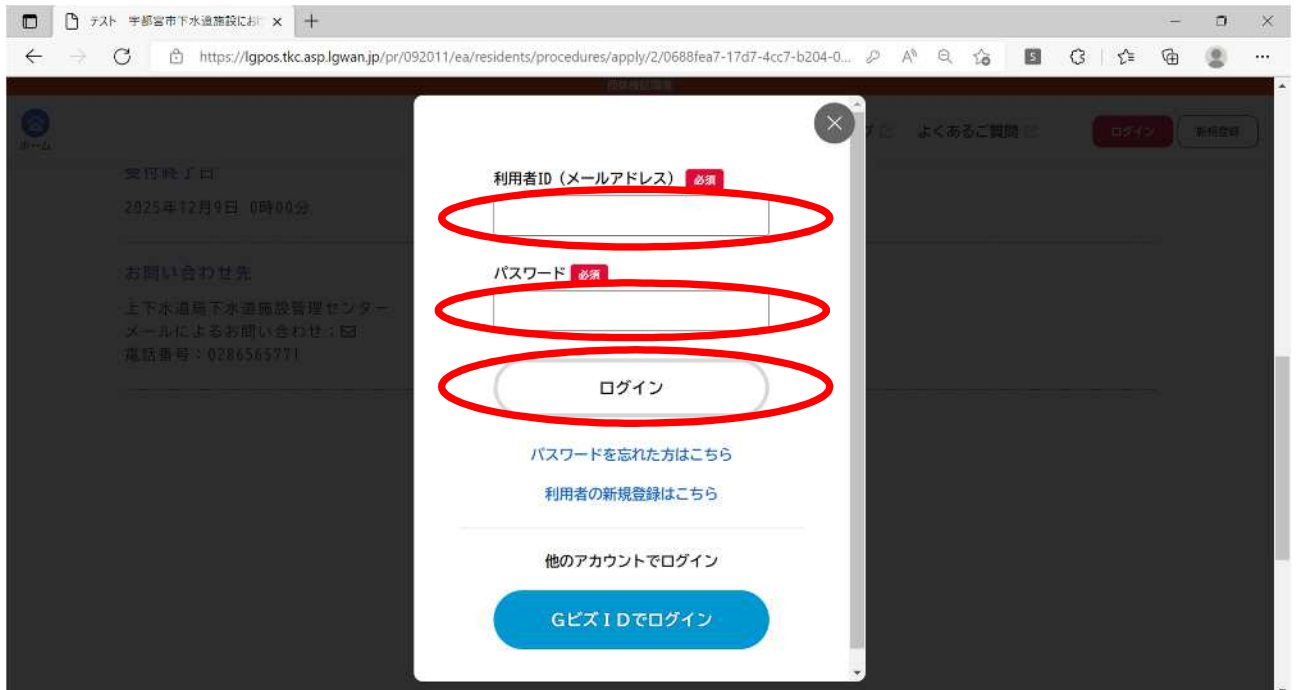 テスト 宇都宮市下水道施設にお
https://lgpos.tkc.asp.lgwan.jp/pr/092011/ea/residents/procedures/apply/2/0688fea7-17d7-4cc7-b204-0...
ホーム
よくあるご質問
ログイン
新規登録
受付終了日
2025年12月9日 0時00分
お問い合わせ先
上下水道局下水道施設管理センター
メールによるお問い合わせ：
電話番号：0286565771
利用者ID（メールアドレス） 必須
パスワード 必須
ログイン
パスワードを忘れた方はこちら
利用者の新規登録はこちら
他のアカウントでログイン
GビズIDでログイン